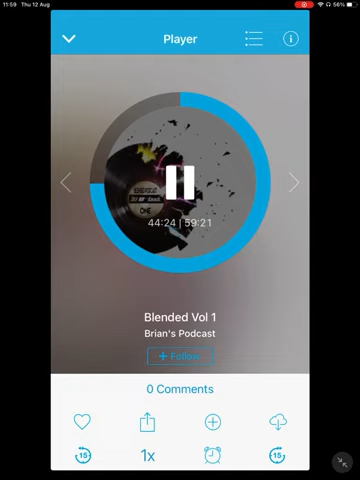 11:59 Thu 12 Aug 56%
Player
44:24 | 59:21
Blended Vol 1
Brian's Podcast
+ Follow
0 Comments
15 1x 15